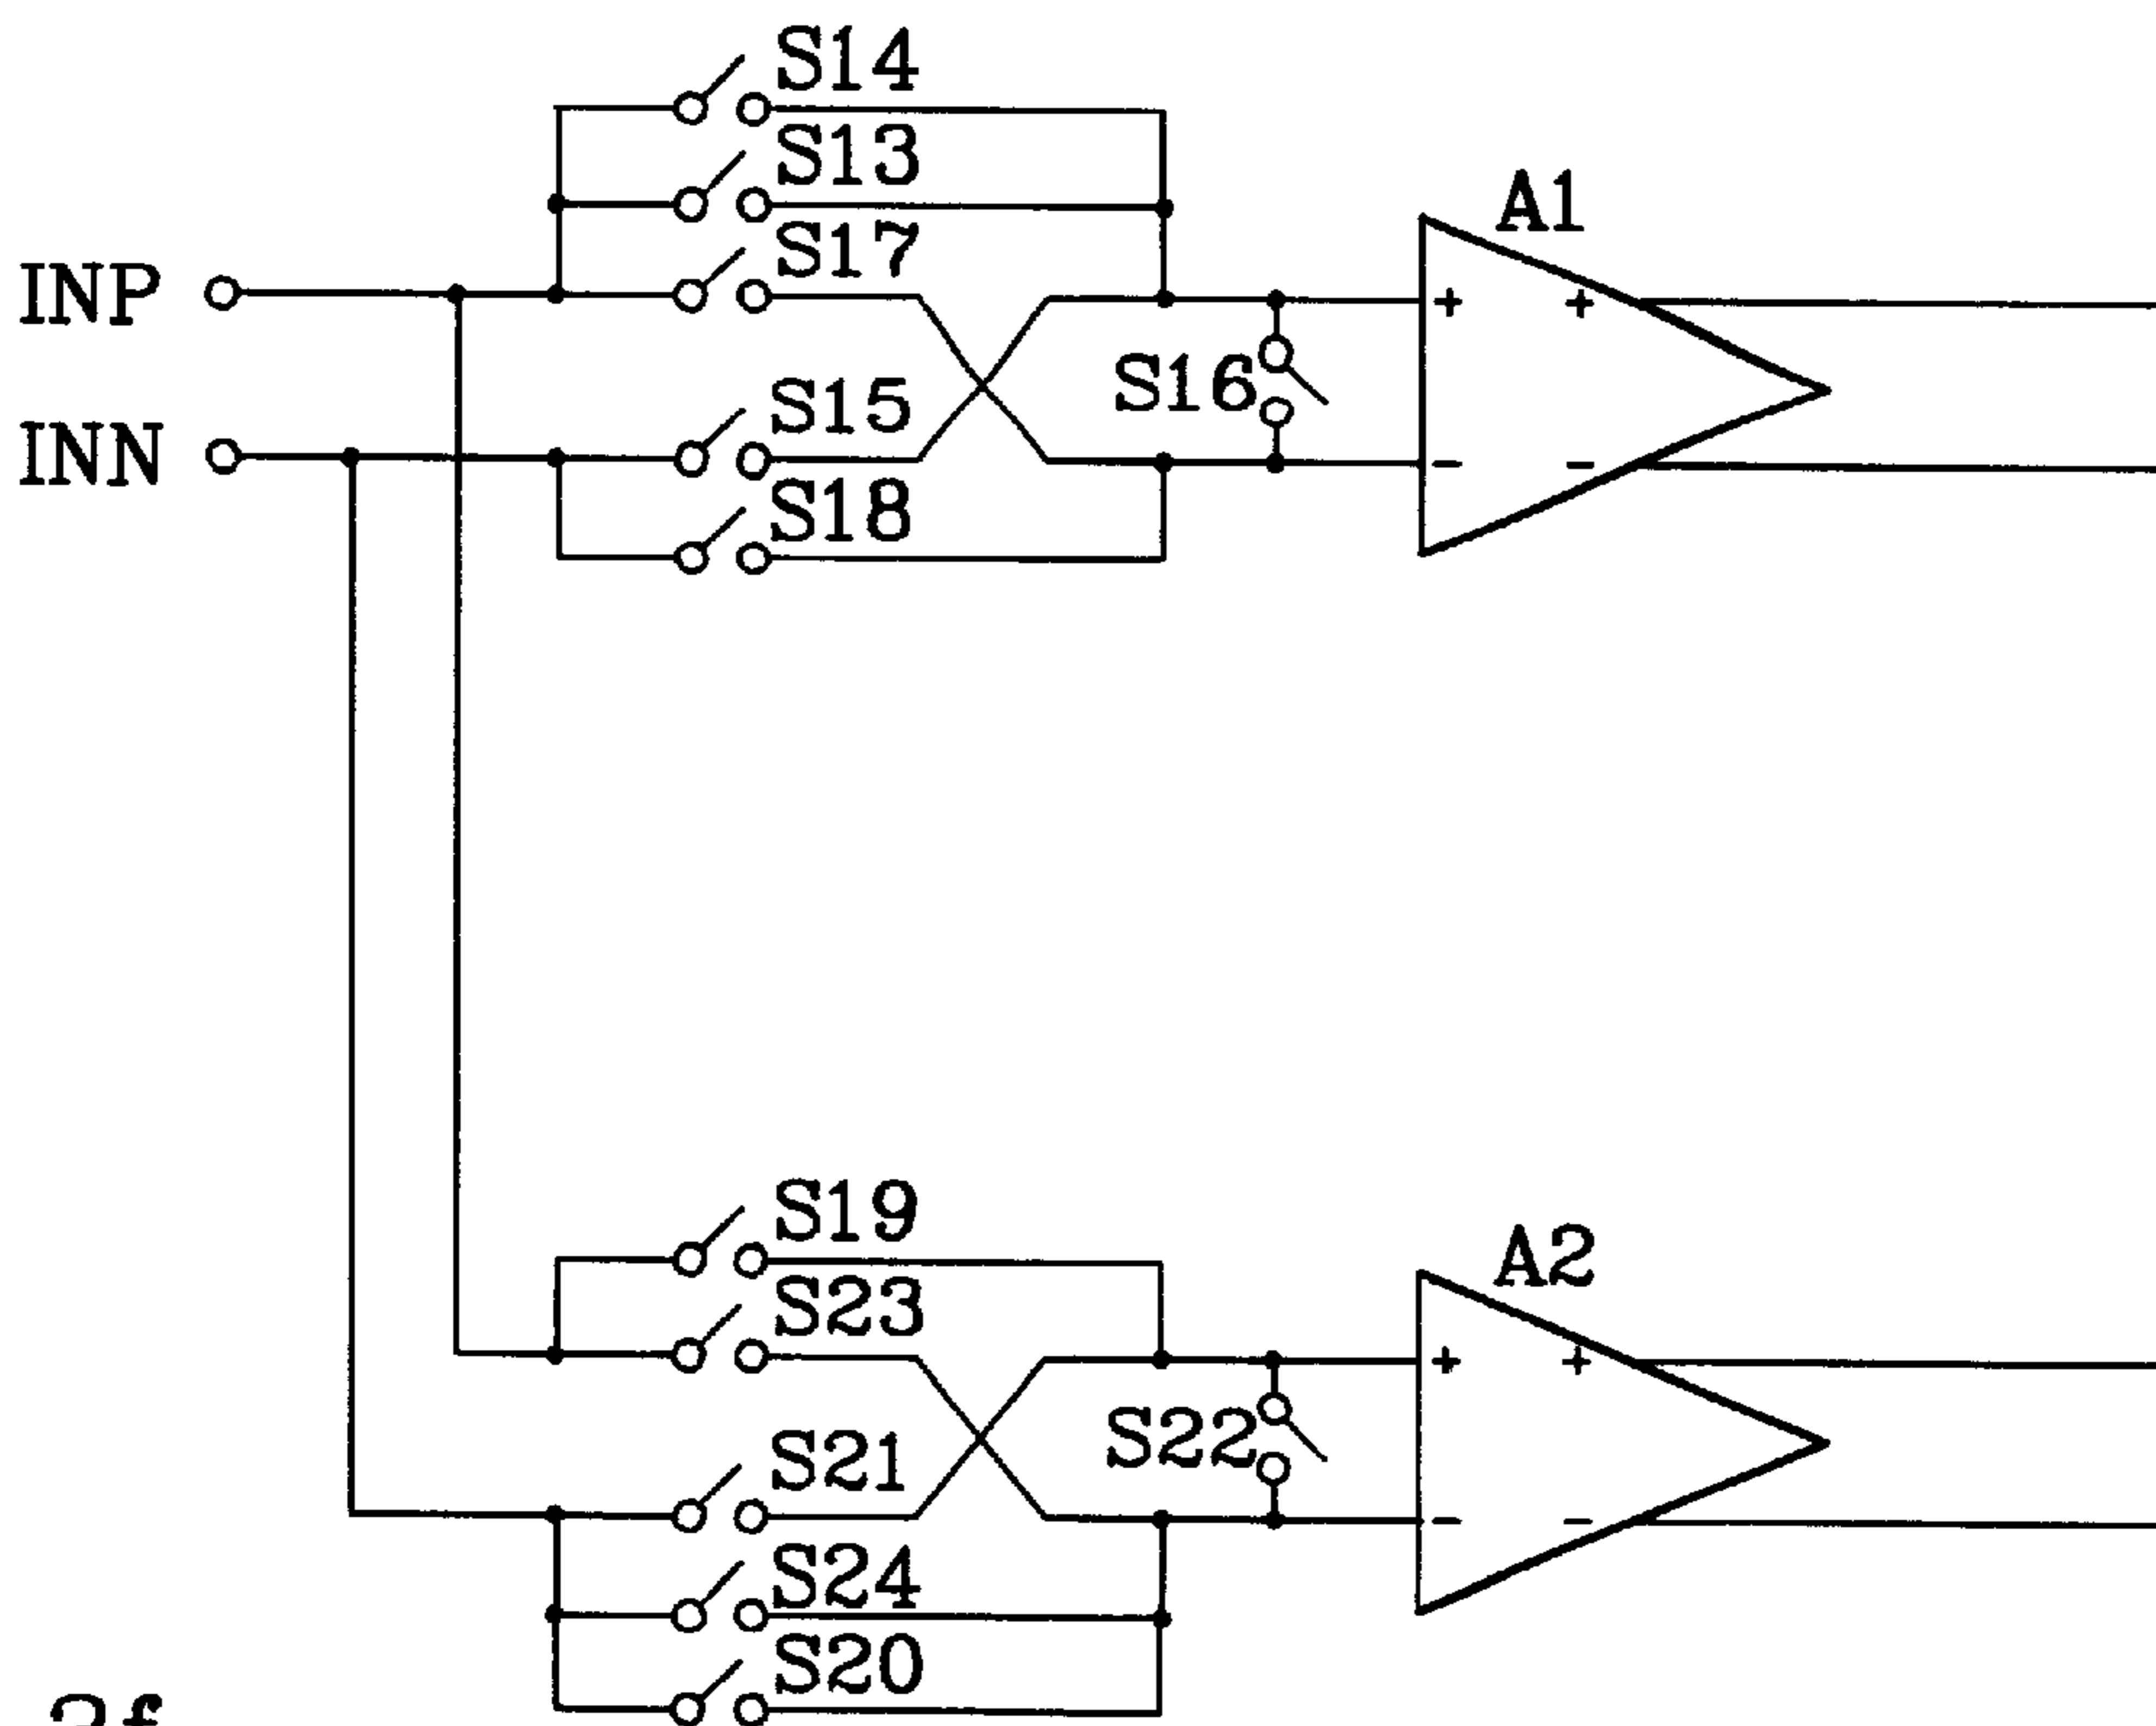 S14
S13
A1
S17
INP
+ +
S16
S15
INN
- -
S18
S19
A2
S23
+ +
S22
S21
- -
S24
S20